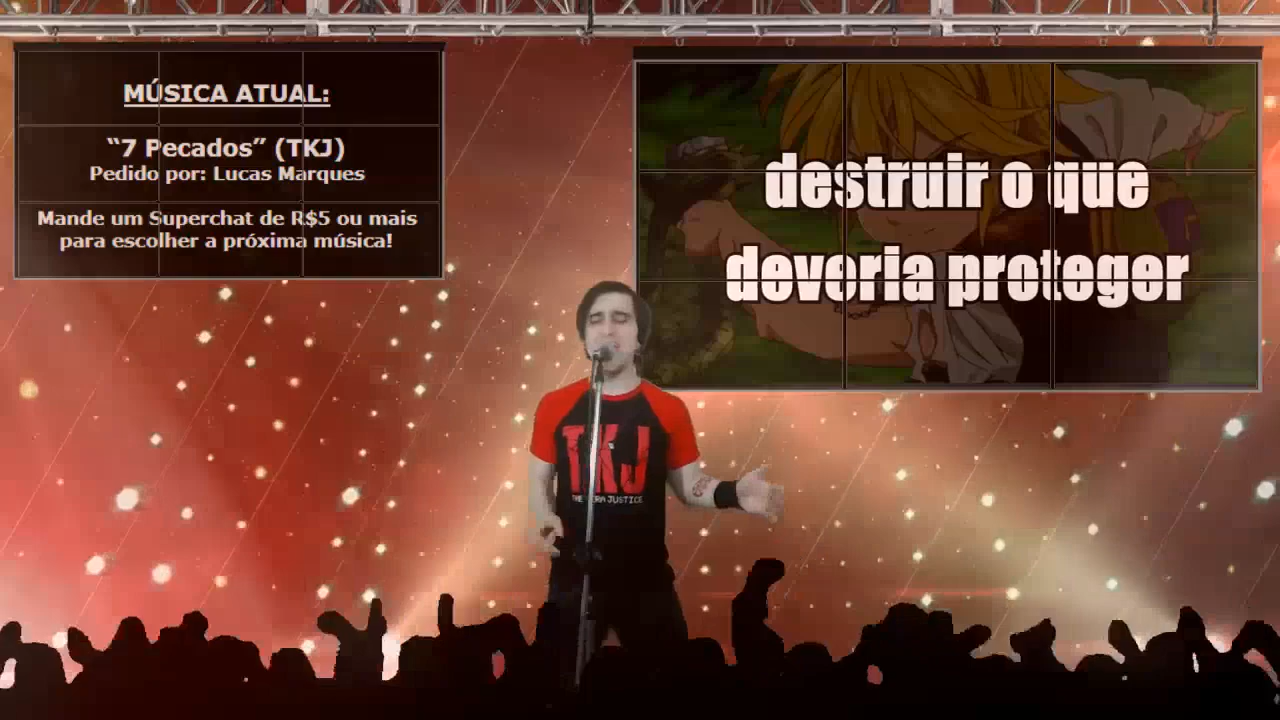 MÚSICA ATUAL:
“7 Pecados” (TKJ)
Pedido por: Lucas Marques
Mande um Superchat de R$5 ou mais
para escolher a próxima música!
destruir o que
deveria proteger
TKJ
JUSTICE